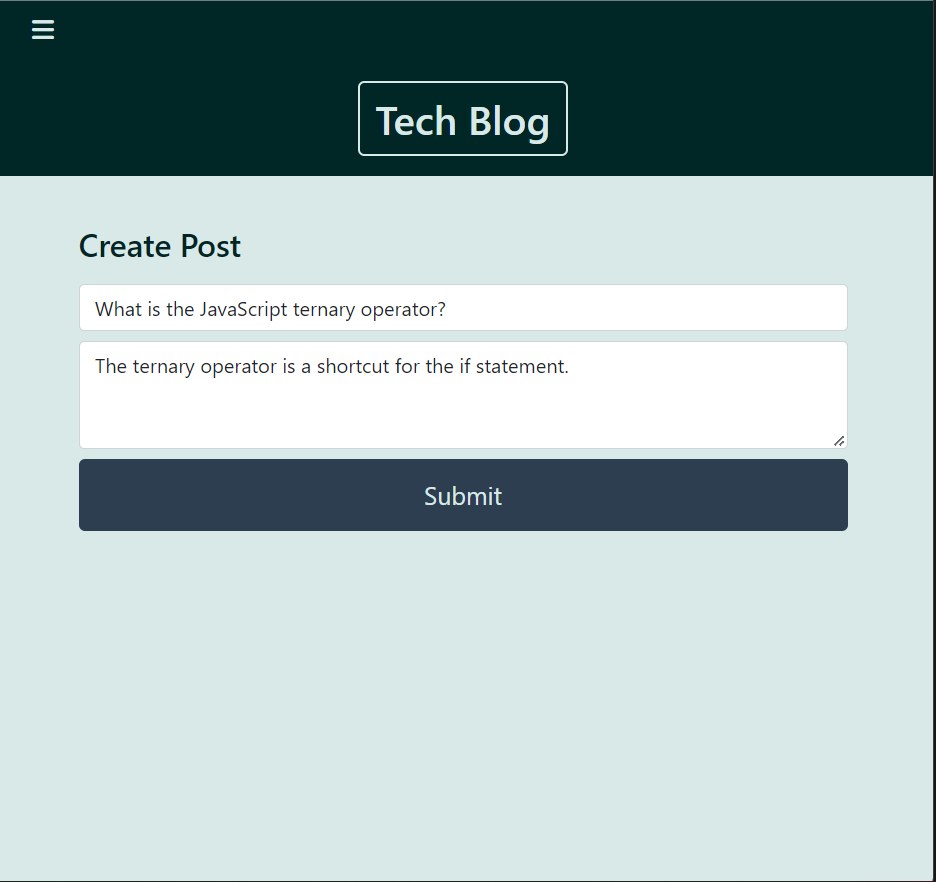 Tech Blog
Create Post
What is the JavaScript ternary operator?
The ternary operator is a shortcut for the if statement.
Submit